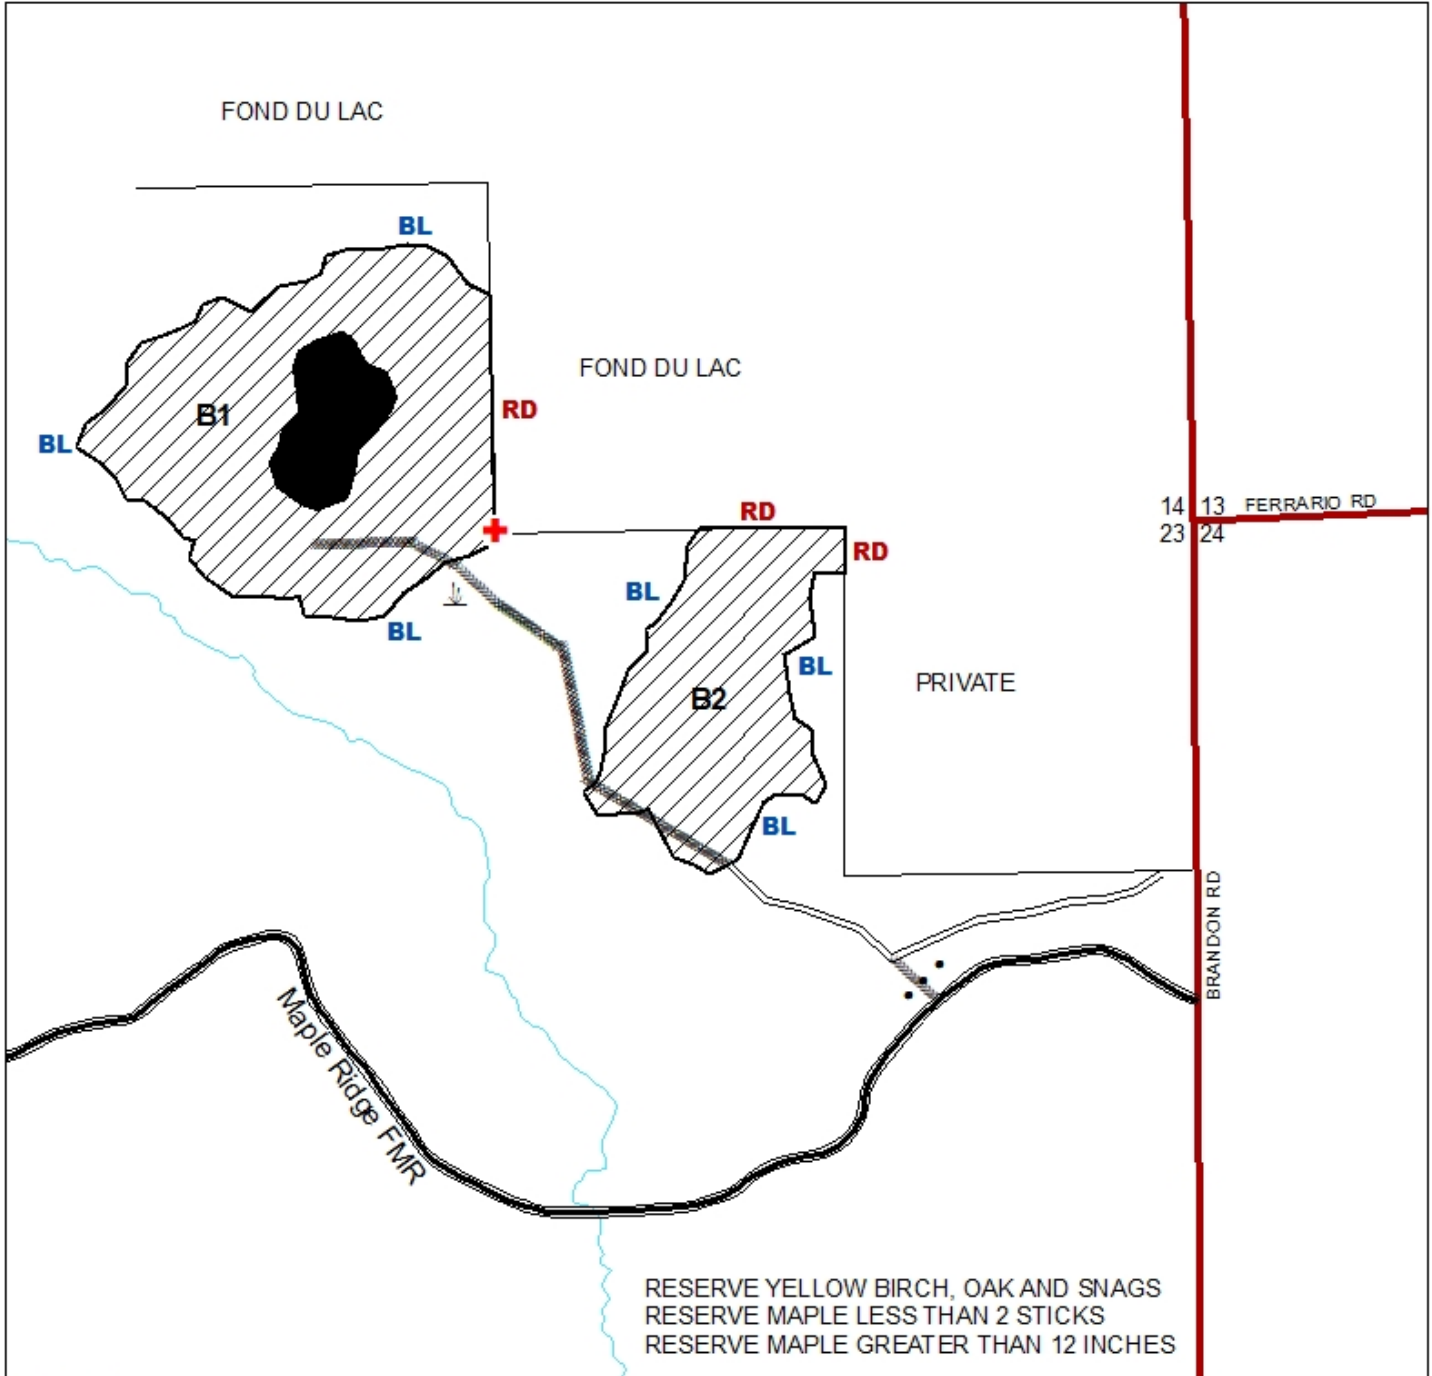 FOND DU LAC
BL
FOND DU LAC
RD
B1
BL
14 13 FERRARIO RD
23 24
RD
RD
BL
BL
BL
PRIVATE
B2
BL
BRANDON RD
Maple Ridge FMR
RESERVE YELLOW BIRCH, OAK AND SNAGS
RESERVE MAPLE LESS THAN 2 STICKS
RESERVE MAPLE GREATER THAN 12 INCHES